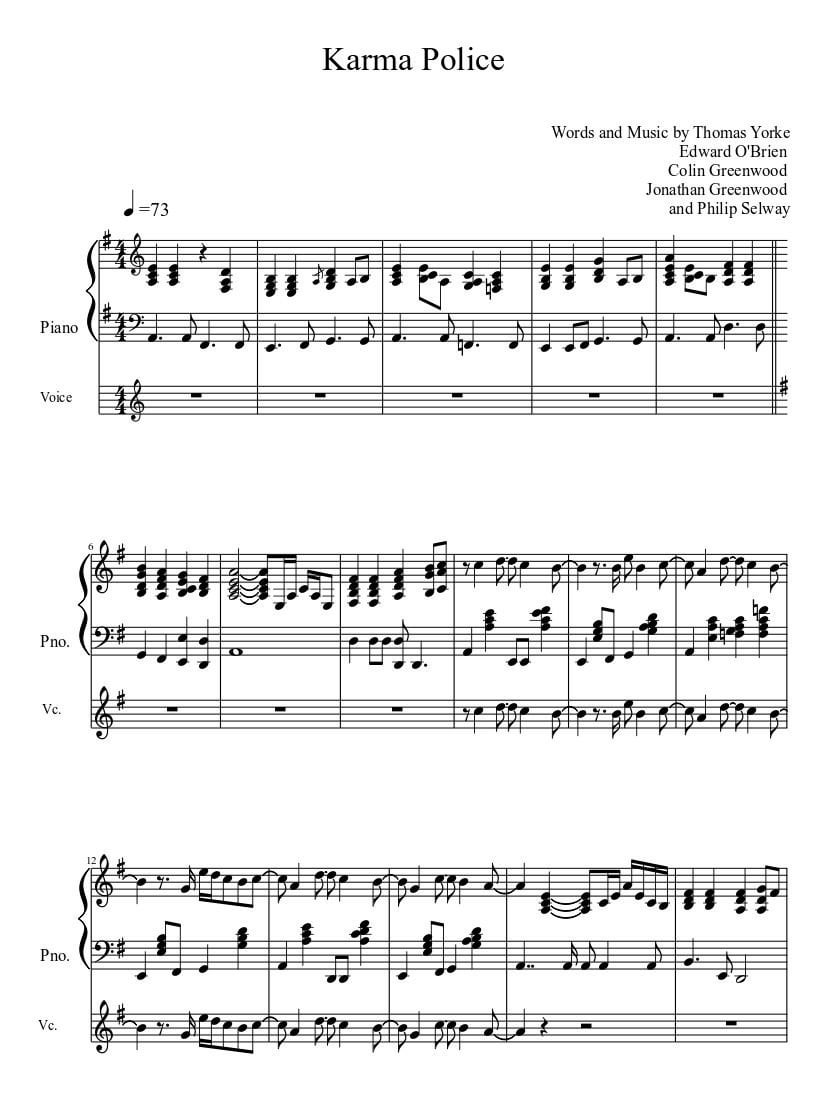 Karma Police
Words and Music by Thomas Yorke
Edward O'Brien
Colin Greenwood
Jonathan Greenwood
and Philip Selway
=73
Piano
Voice
6
Pno.
Vc.
12
Pno.
Vc.